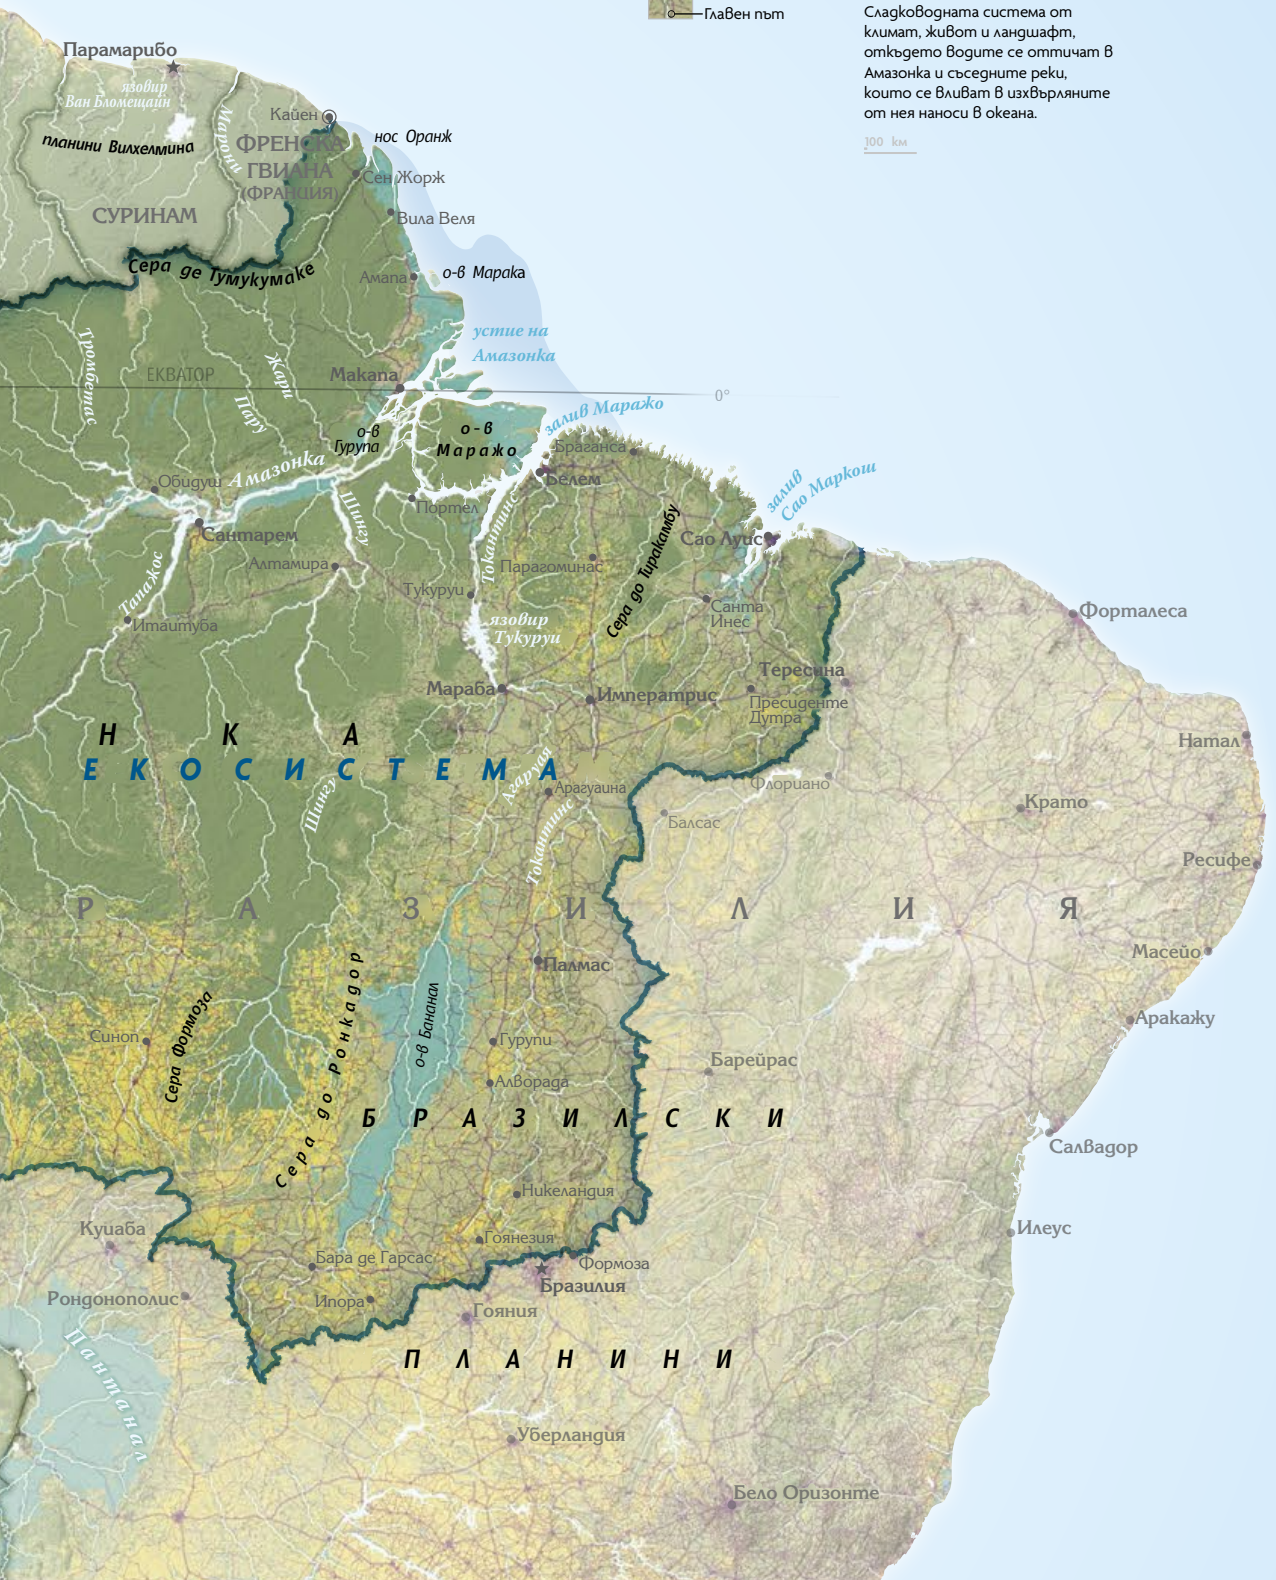 Главен път
Сладководната система от
климат, живот и ландшафт,
откъдето водите се оттичат в
Амазонка и съседните реки,
които се вливат в изхвърляните
от нея наноси в океана.
100 км
Парамарибо
язовир
Ван Бломещайн
Марони
Кайен
планини Вилхелмина
ФРЕНСКА
ГВИАНА
(ФРАНЦИЯ)
нос Оранж
Сен Жорж
СУРИНАМ
Вила Веля
Сера де Тумукумаке
Амапа
о-в Марака
Тромбетас
устие на
Амазонка
ЕКВАТОР
Жари
Пару
Макапа
0°
залив Маражо
о-в
Гурупа
о-в
Маражо
Браганса
Обидуш
Амазонка
Белем
залив
Сао Маркош
Шингу
Портел
Токантинс
Сантарем
Сао Луис
Алтамира
Парагоминас
Сера до Тиракамбу
Тапажос
Тукуруи
Санта
Инес
Итаитуба
язовир
Тукуруи
Форталеса
Мараба
Императрис
Тересина
Пресиденте
Дутра
Н К А
ЕКОСИСТЕМА
Натал
Агаруая
Арагуаина
Флориано
Шингу
Токантинс
Балсас
Крато
Ресифе
Р А З И Л И Я
Масейо
Палмас
Сера Формоза
Сера до Ронкадор
о-в Бананал
Синоп
Гурупи
Аракажу
Барейрас
Алворада
БРАЗИЛСКИ
Салвадор
Никеландия
Куиаба
Илеус
Гоянезия
Бара де Гарсас
Формоза
Бразилия
Рондонополис
Ипора
Гояния
Пантанал
ПЛАНИНИ
Уберландия
Бело Оризонте